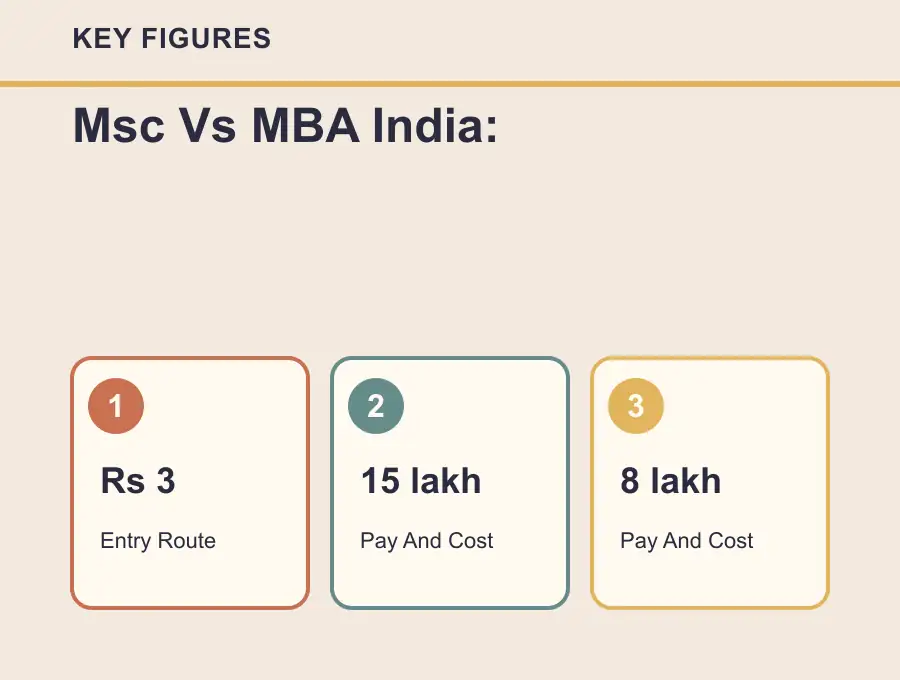 KEY FIGURES
Msc Vs MBA India:
1
Rs 3
Entry Route
2
15 lakh
Pay And Cost
3
8 lakh
Pay And Cost